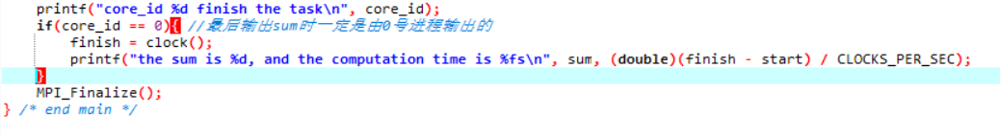 printf("core_id %d finish the task\n", core_id);
if(core_id == 0){ //最后输出sum时一定是由0号进程输出的
finish = clock();
printf("the sum is %d, and the computation time is %fs\n", sum, (double)(finish - start) / CLOCKS_PER_SEC);
}
MPI_Finalize();
} /* end main */